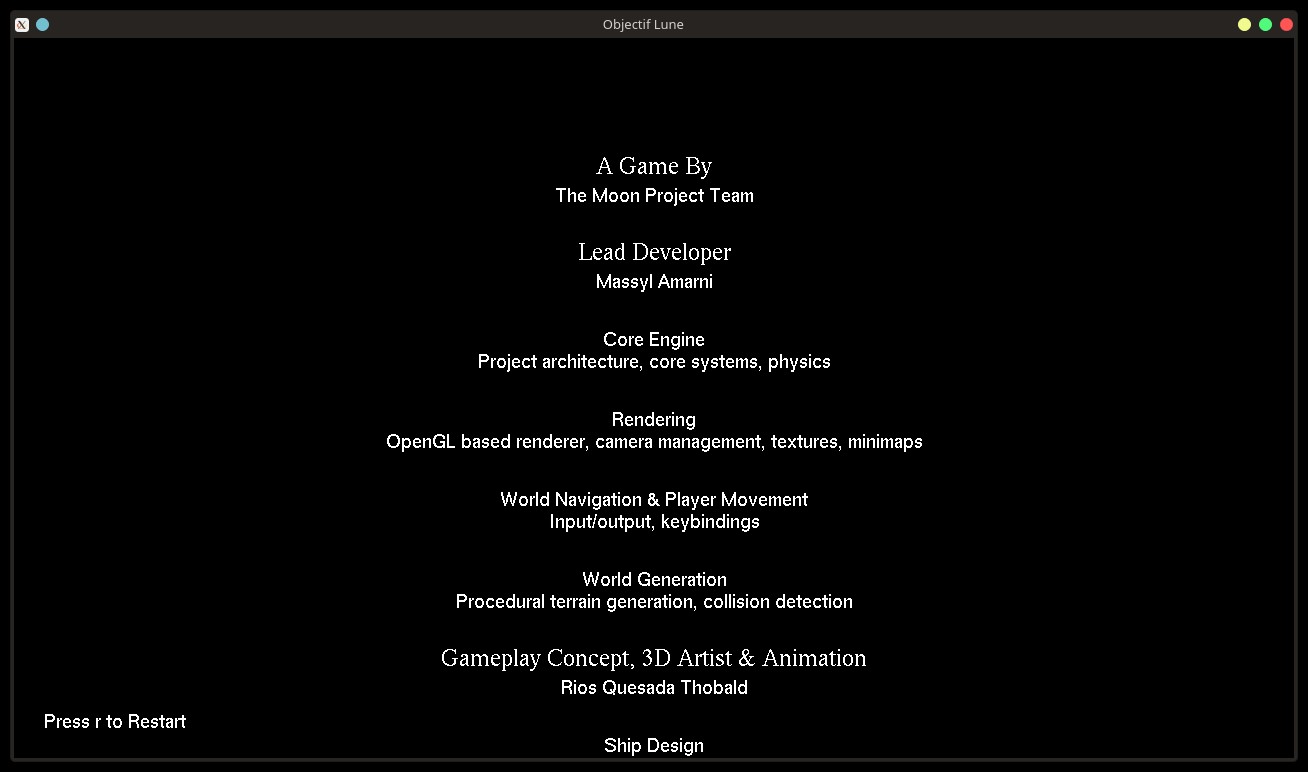 Objectif Lune
A Game By
The Moon Project Team
Lead Developer
Massyl Amarni
Core Engine
Project architecture, core systems, physics
Rendering
OpenGL based renderer, camera management, textures, minimaps
World Navigation & Player Movement
Input/output, keybindings
World Generation
Procedural terrain generation, collision detection
Gameplay Concept, 3D Artist & Animation
Rios Quesada Thobald
Press r to Restart
Ship Design